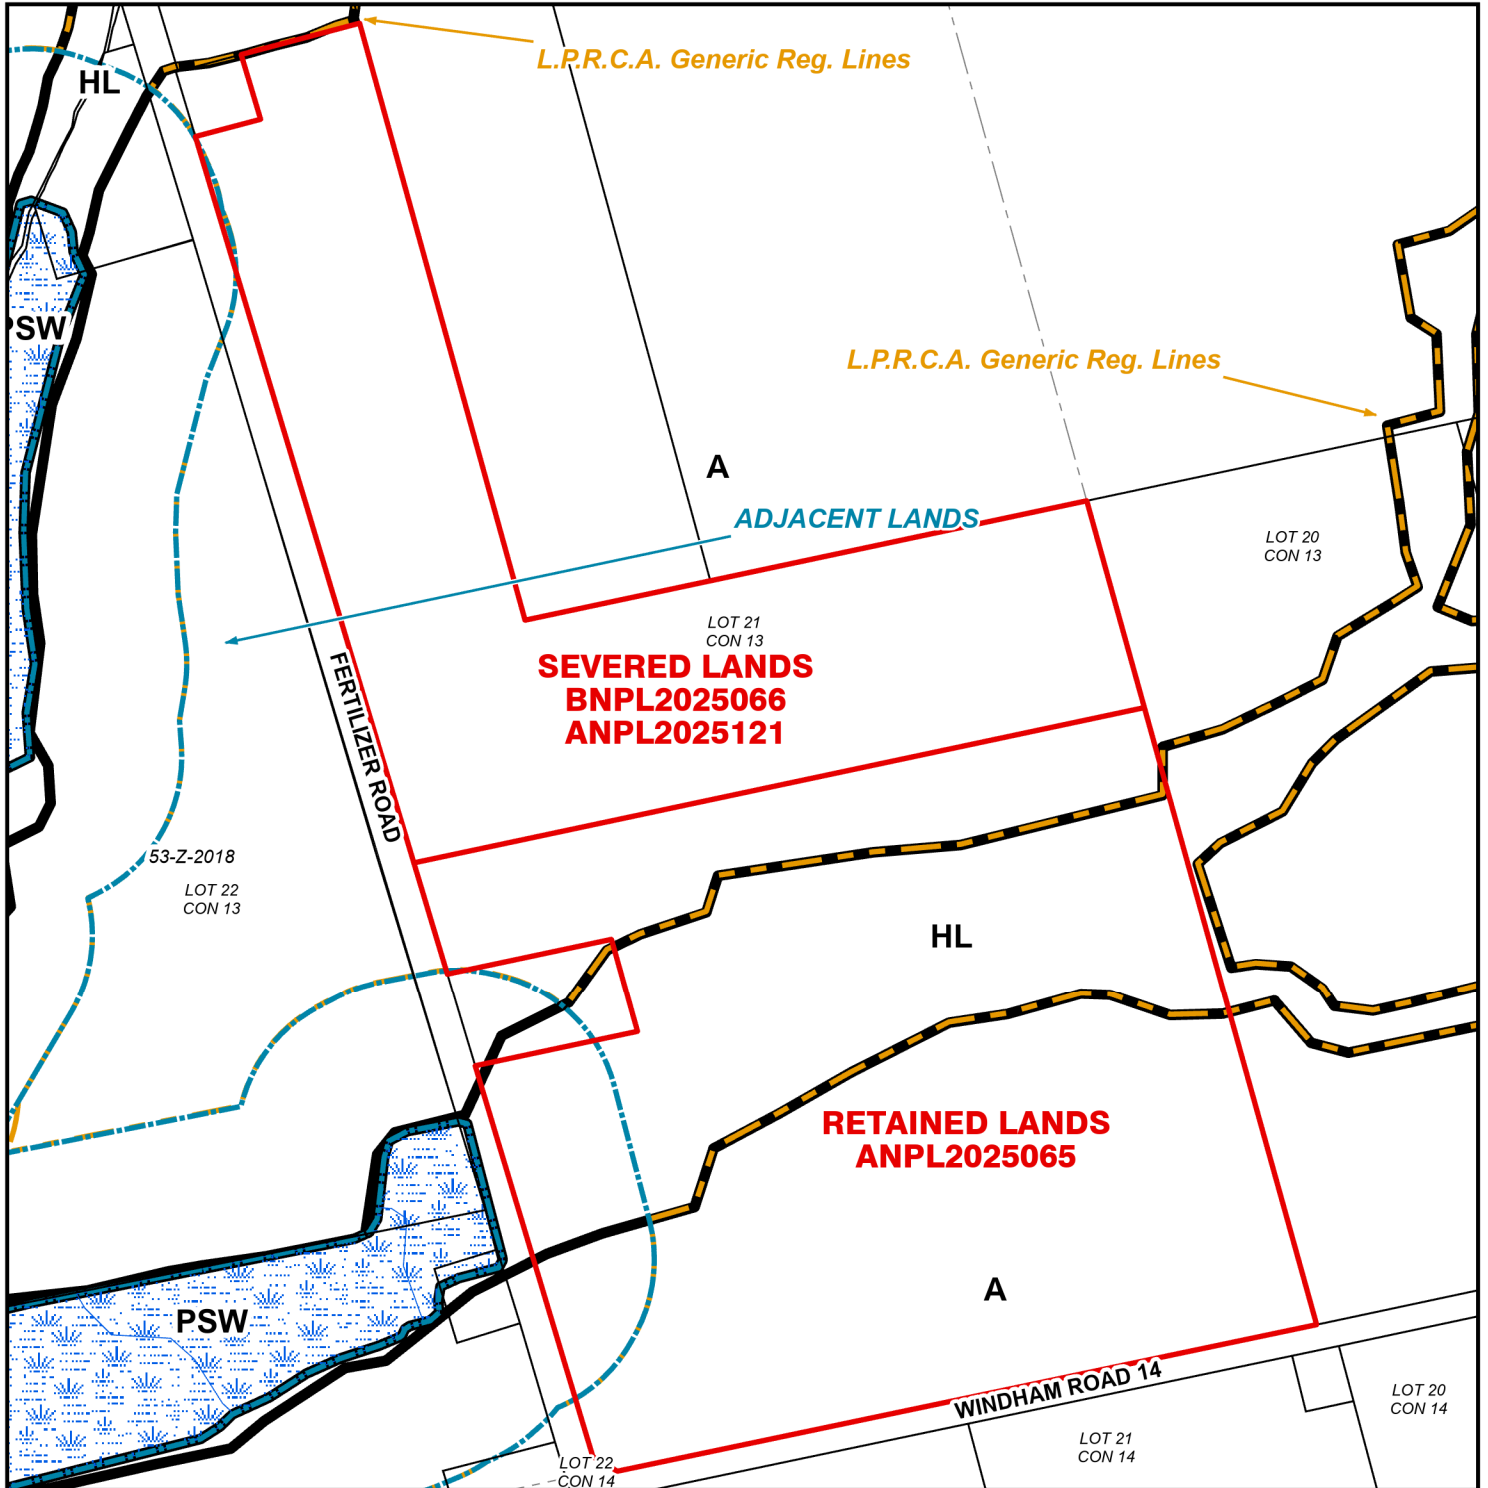 L.P.R.C.A. Generic Reg. Lines
HL
PSW
L.P.R.C.A. Generic Reg. Lines
A
ADJACENT LANDS
LOT 20
CON 13
LOT 21
CON 13
SEVERED LANDS
BNPL2025066
ANPL2025121
FERTILIZER ROAD
53-Z-2018
LOT 22
CON 13
HL
RETAINED LANDS
ANPL2025065
A
PSW
WINDHAM ROAD 14
LOT 20
CON 14
LOT 21
CON 14
LOT 22
CON 14